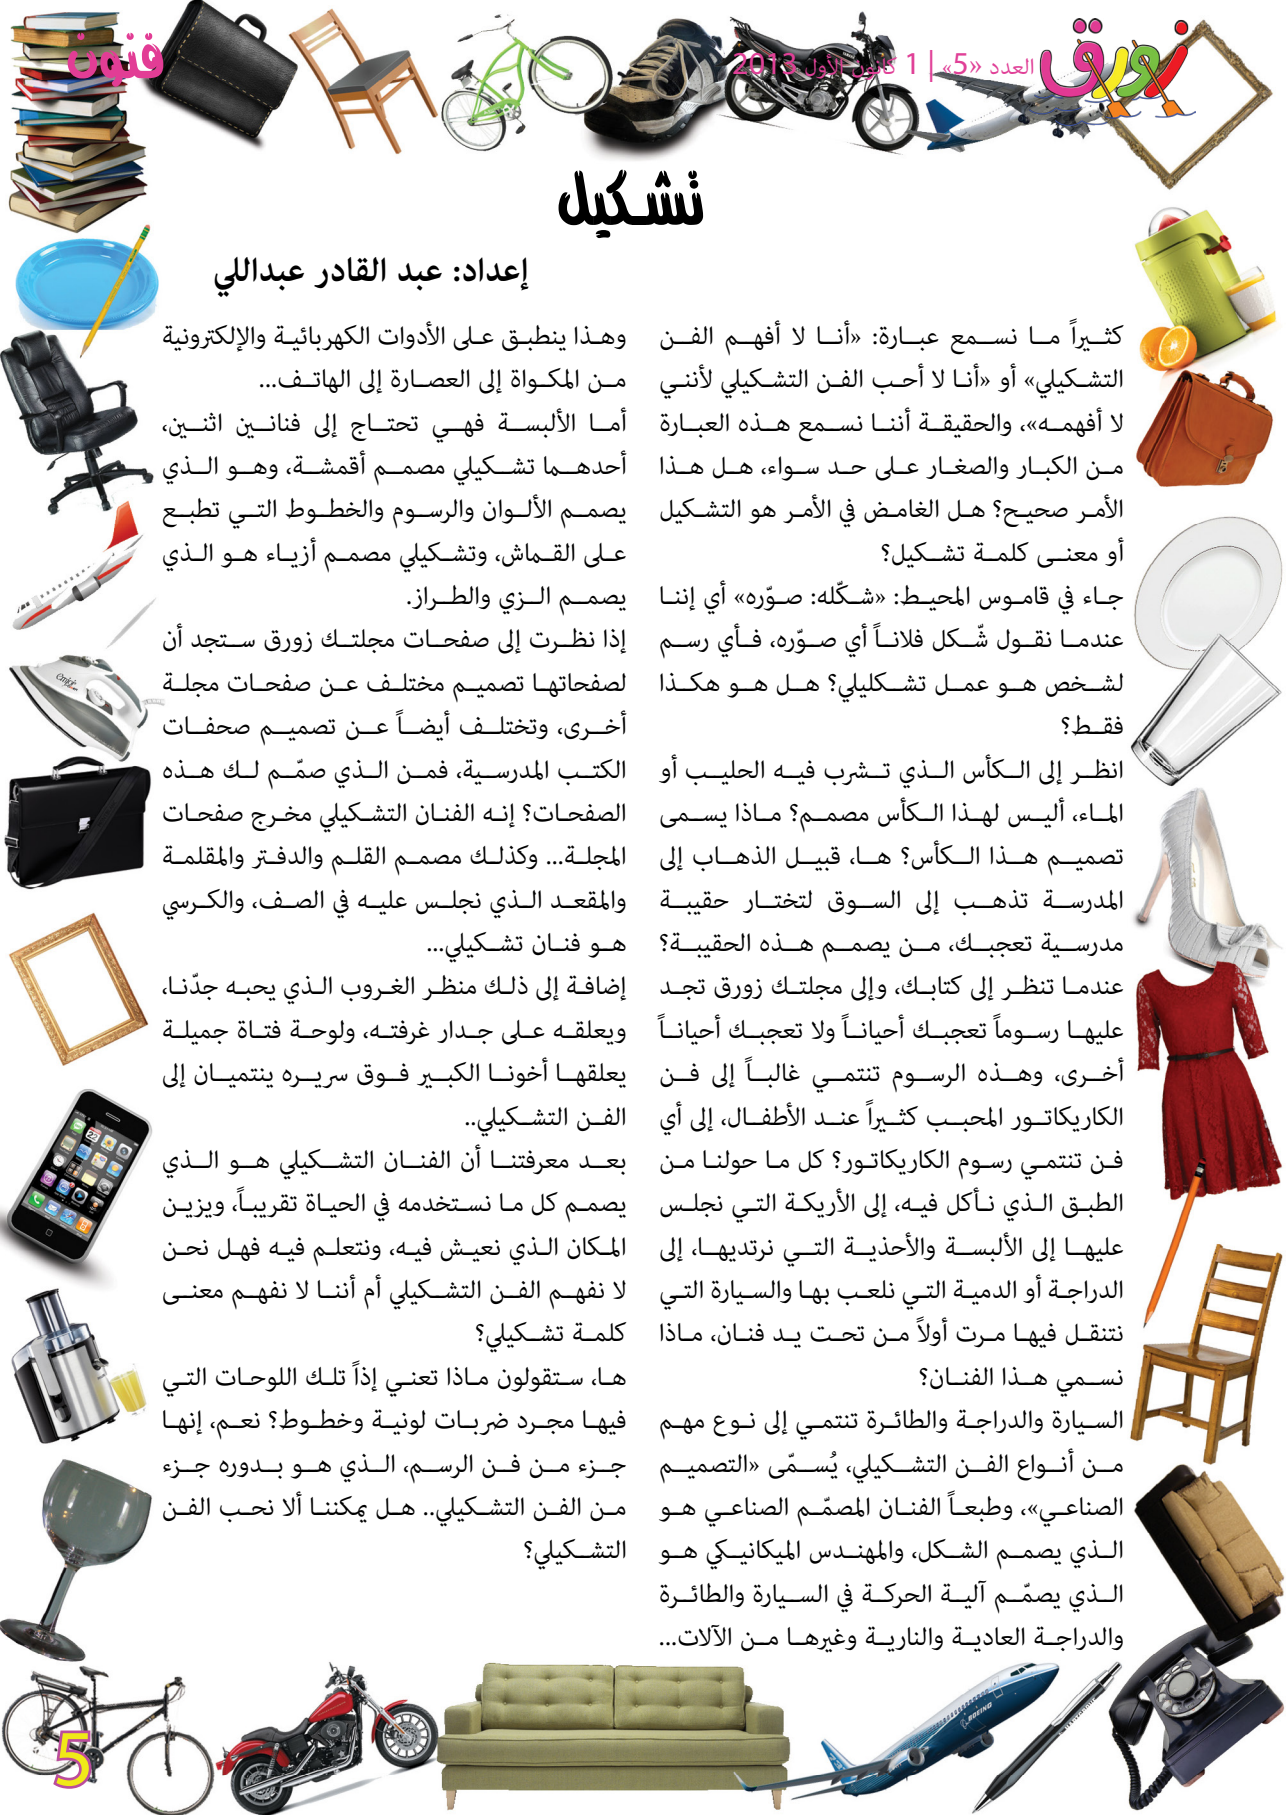 زورق
العدد «5» | 1 كانون الأول 2013
فنون
تشكيل
إعداد: عبد القادر عبداللي
كثيراً ما نسمع عبارة: «أنا لا أفهم الفن
التشكيلي» أو «أنا لا أحب الفن التشكيلي لأنني
لا أفهمه»، والحقيقة أننا نسمع هذه العبارة
من الكبار والصغار على حد سواء، هل هذا
الأمر صحيح؟ هل الغامض في الأمر هو التشكيل
أو معنى كلمة تشكيل؟
جاء في قاموس المحيط: «شكّله: صوّره» أي إننا
عندما نقول شّكل فلاناً أي صوّره، فأي رسم
لشخص هو عمل تشكليلي؟ هل هو هكذا
فقط؟
انظر إلى الكأس الذي تشرب فيه الحليب أو
الماء، أليس لهذا الكأس مصمم؟ ماذا يسمى
تصميم هذا الكأس؟ ها، قبيل الذهاب إلى
المدرسة تذهب إلى السوق لتختار حقيبة
مدرسية تعجبك، من يصمم هذه الحقيبة؟
عندما تنظر إلى كتابك، وإلى مجلتك زورق تجد
عليها رسوماً تعجبك أحياناً ولا تعجبك أحياناً
أخرى، وهذه الرسوم تنتمي غالباً إلى فن
الكاريكاتور المحبب كثيراً عند الأطفال، إلى أي
فن تنتمي رسوم الكاريكاتور؟ كل ما حولنا من
الطبق الذي نأكل فيه، إلى الأريكة التي نجلس
عليها إلى الألبسة والأحذية التي نرتديها، إلى
الدراجة أو الدمية التي نلعب بها والسيارة التي
نتنقل فيها مرت أولاً من تحت يد فنان، ماذا
نسمي هذا الفنان؟
السيارة والدراجة والطائرة تنتمي إلى نوع مهم
من أنواع الفن التشكيلي، يُسمّى «التصميم
الصناعي»، وطبعاً الفنان المصمّم الصناعي هو
الذي يصمم الشكل، والمهندس الميكانيكي هو
الذي يصمّم آلية الحركة في السيارة والطائرة
والدراجة العادية والنارية وغيرها من الآلات...
وهذا ينطبق على الأدوات الكهربائية والإلكترونية
من المكواة إلى العصارة إلى الهاتف...
أما الألبسة فهي تحتاج إلى فنانين اثنين،
أحدهما تشكيلي مصمم أقمشة، وهو الذي
يصمم الألوان والرسوم والخطوط التي تطبع
على القماش، وتشكيلي مصمم أزياء هو الذي
يصمم الزي والطراز.
إذا نظرت إلى صفحات مجلتك زورق ستجد أن
لصفحاتها تصميم مختلف عن صفحات مجلة
أخرى، وتختلف أيضاً عن تصميم صحفات
الكتب المدرسية، فمن الذي صمّم لك هذه
الصفحات؟ إنه الفنان التشكيلي مخرج صفحات
المجلة... وكذلك مصمم القلم والدفتر والمقلمة
والمقعد الذي نجلس عليه في الصف، والكرسي
هو فنان تشكيلي...
إضافة إلى ذلك منظر الغروب الذي يحبه جدّنا،
ويعلقه على جدار غرفته، ولوحة فتاة جميلة
يعلقها أخونا الكبير فوق سريره ينتميان إلى
الفن التشكيلي..
بعد معرفتنا أن الفنان التشكيلي هو الذي
يصمم كل ما نستخدمه في الحياة تقريباً، ويزين
المكان الذي نعيش فيه، ونتعلم فيه فهل نحن
لا نفهم الفن التشكيلي أم أننا لا نفهم معنى
كلمة تشكيلي؟
ها، ستقولون ماذا تعني إذاً تلك اللوحات التي
فيها مجرد ضربات لونية وخطوط؟ نعم، إنها
جزء من فن الرسم، الذي هو بدوره جزء
من الفن التشكيلي.. هل يمكننا ألا نحب الفن
التشكيلي؟
BOEING
5